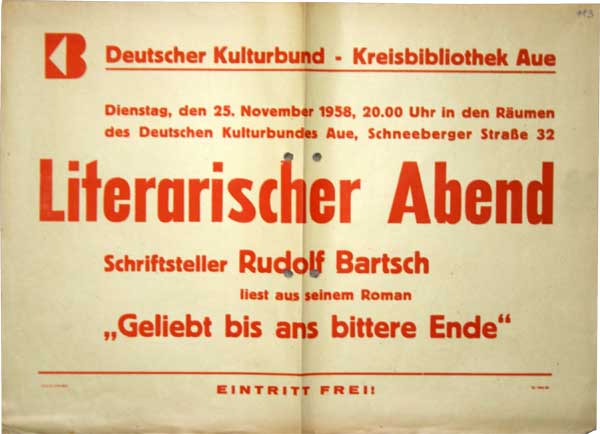 113
Deutscher Kulturbund - Kreisbibliothek Aue
Dienstag, den 25. November 1958, 20.00 Uhr in den Räumen
des Deutschen Kulturbundes Aue, Schneeberger Straße 32
Literarischer Abend
Schriftsteller Rudolf Bartsch
liest aus seinem Roman
„Geliebt bis ans bittere Ende“
EINTRITT FREI!